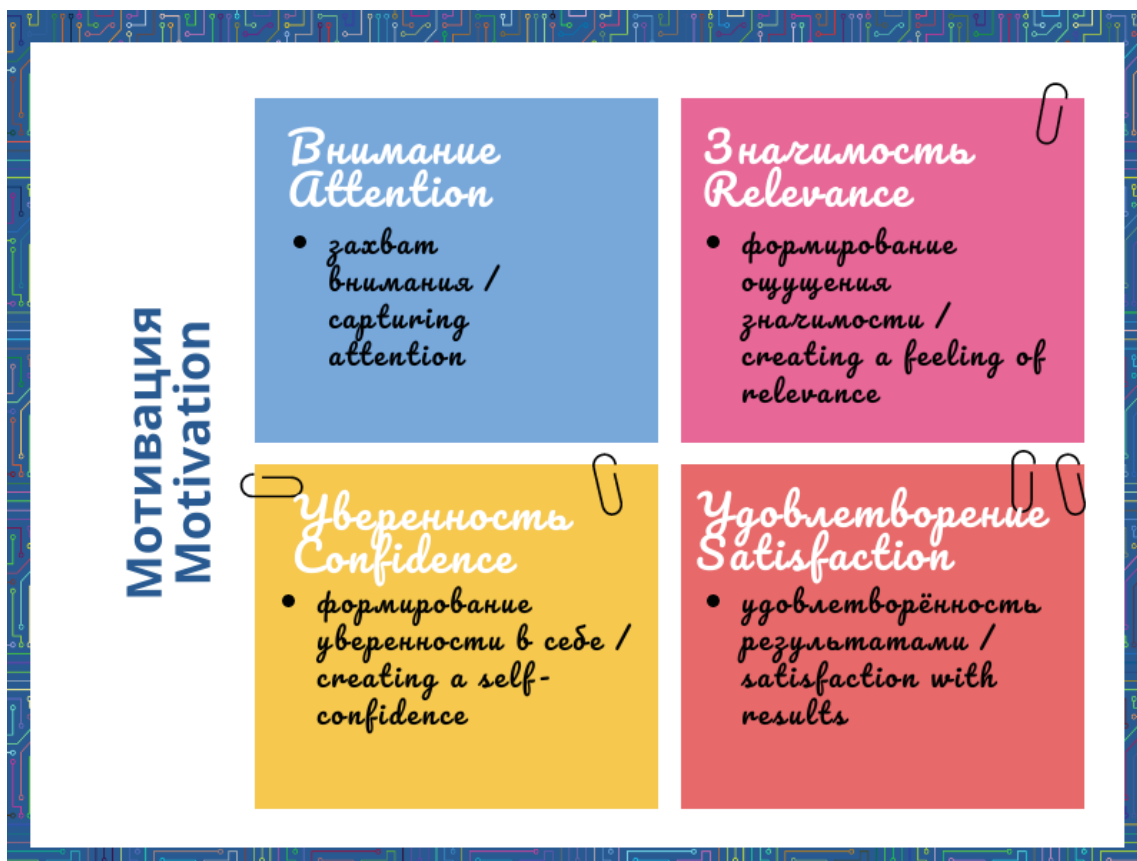 Мотивация
Motivation
Внимание
Attention
• захват
внимания /
capturing
attention
Значимость
Relevance
• формирование
ощущения
значимости /
creating a feeling of
relevance
Уверенность
Confidence
• формирование
уверенности в себе /
creating a self-
confidence
Удовлетворение
Satisfaction
• удовлетворённость
результатами /
satisfaction with
results